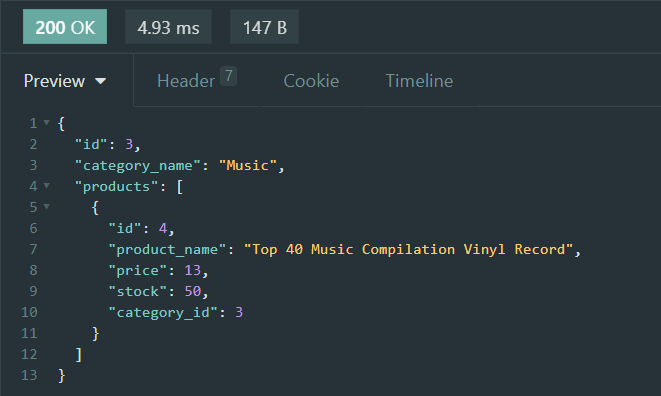 200 OK 4.93 ms 147 B
Preview Header 7 Cookie Timeline
1 {
2 "id": 3,
3 "category_name": "Music",
4 "products": [
5 {
6 "id": 4,
7 "product_name": "Top 40 Music Compilation Vinyl Record",
8 "price": 13,
9 "stock": 50,
10 "category_id": 3
11 }
12 ]
13 }